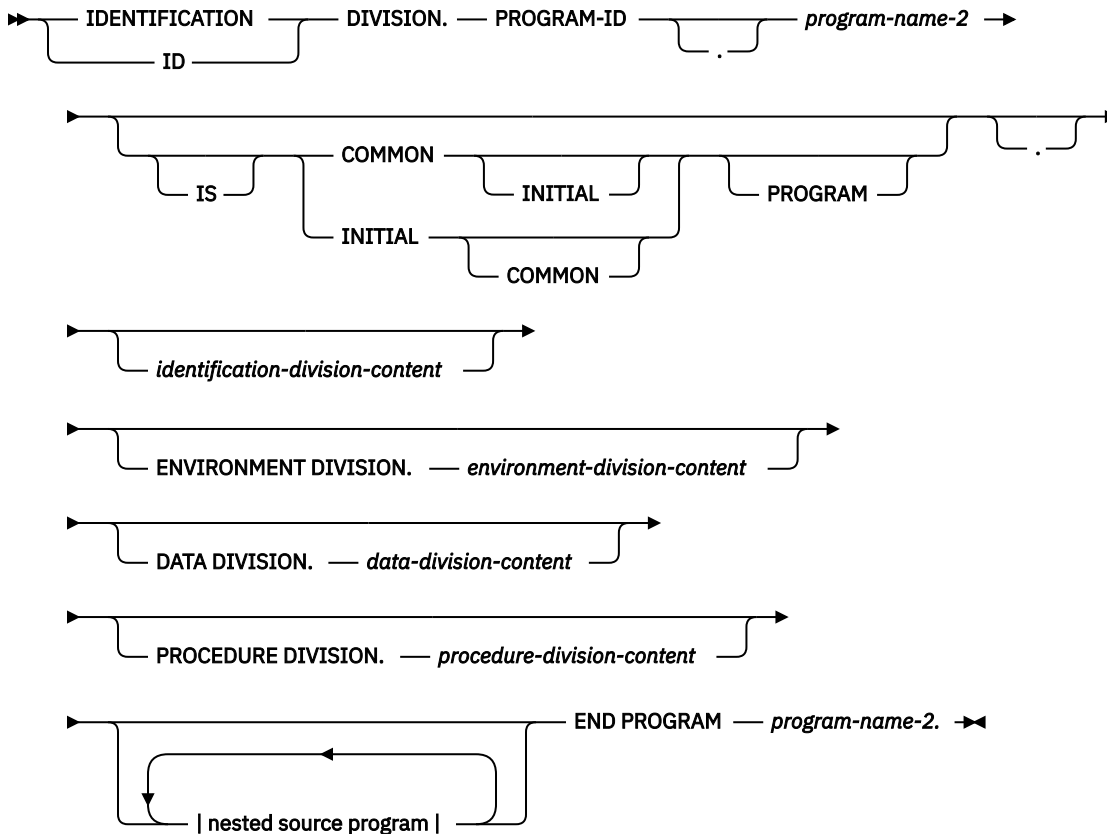 IDENTIFICATION DIVISION. PROGRAM-ID program-name-2
ID .
COMMON .
IS INITIAL PROGRAM
INITIAL
COMMON
identification-division-content
ENVIRONMENT DIVISION. environment-division-content
DATA DIVISION. data-division-content
PROCEDURE DIVISION. procedure-division-content
END PROGRAM program-name-2.
| nested source program |